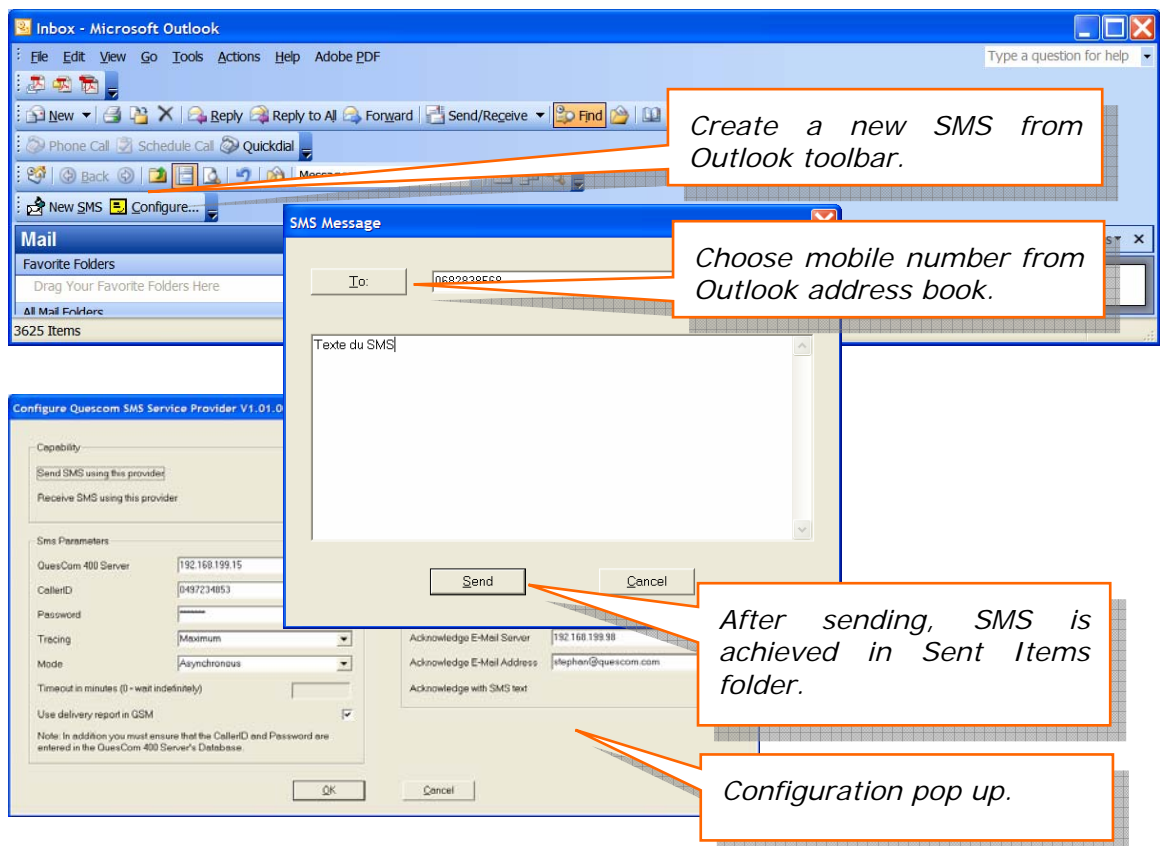 Inbox - Microsoft Outlook
File Edit View Go Tools Actions Help Adobe PDF
Type a question for help
New Reply Reply to All Forward Send/Receive Find
Phone Call Schedule Call Quickdial
Back
New SMS Configure...
Create a new SMS from
Outlook toolbar.
Mail
Favorite Folders
Drag Your Favorite Folders Here
All Mail Folders
3625 Items
SMS Message
To:
Choose mobile number from
Outlook address book.
Texte du SMS
Send Cancel
After sending, SMS is
achieved in Sent Items
folder.
Configure Quescom SMS Service Provider V1.01.0
Capability
Send SMS using this provider
Receive SMS using this provider
Sms Parameters
QuesCom 400 Server 192.168.199.15
CallerID 0497234853
Password
Tracing Maximum
Mode Asynchronous
Timeout in minutes (0 - wait indefinitely)
Use delivery report in GSM
Note: In addition you must ensure that the CallerID and Password are
entered in the QuesCom 400 Server's Database.
Acknowledge E-Mail Server 192.168.199.98
Acknowledge E-Mail Address stephan@quescom.com
Acknowledge with SMS text
OK Cancel
Configuration pop up.